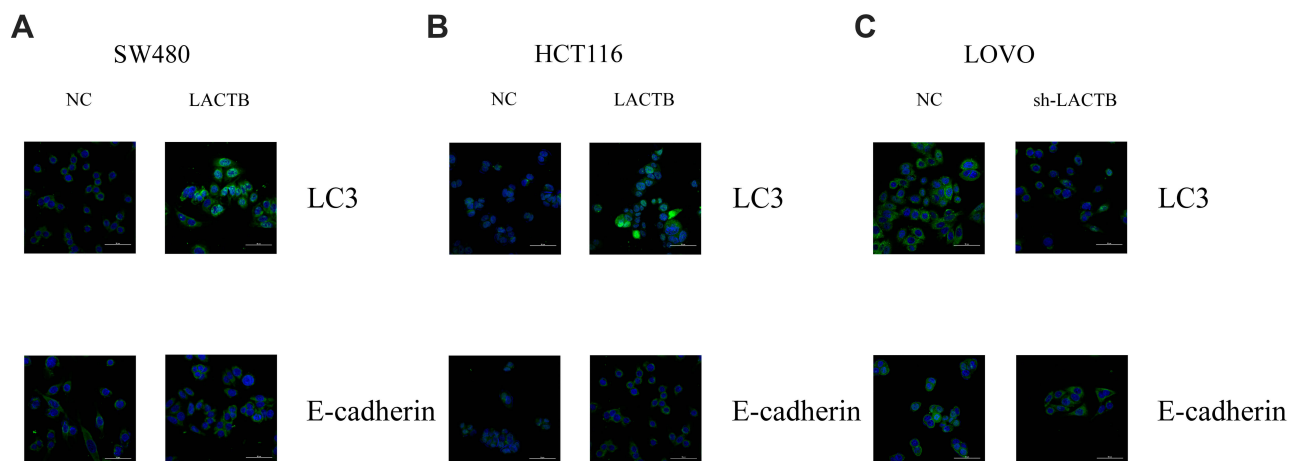 A
B
C
SW480
HCT116
LOVO
NC
LACTB
NC
LACTB
NC
sh-LACTB
LC3
LC3
LC3
E-cadherin
E-cadherin
E-cadherin